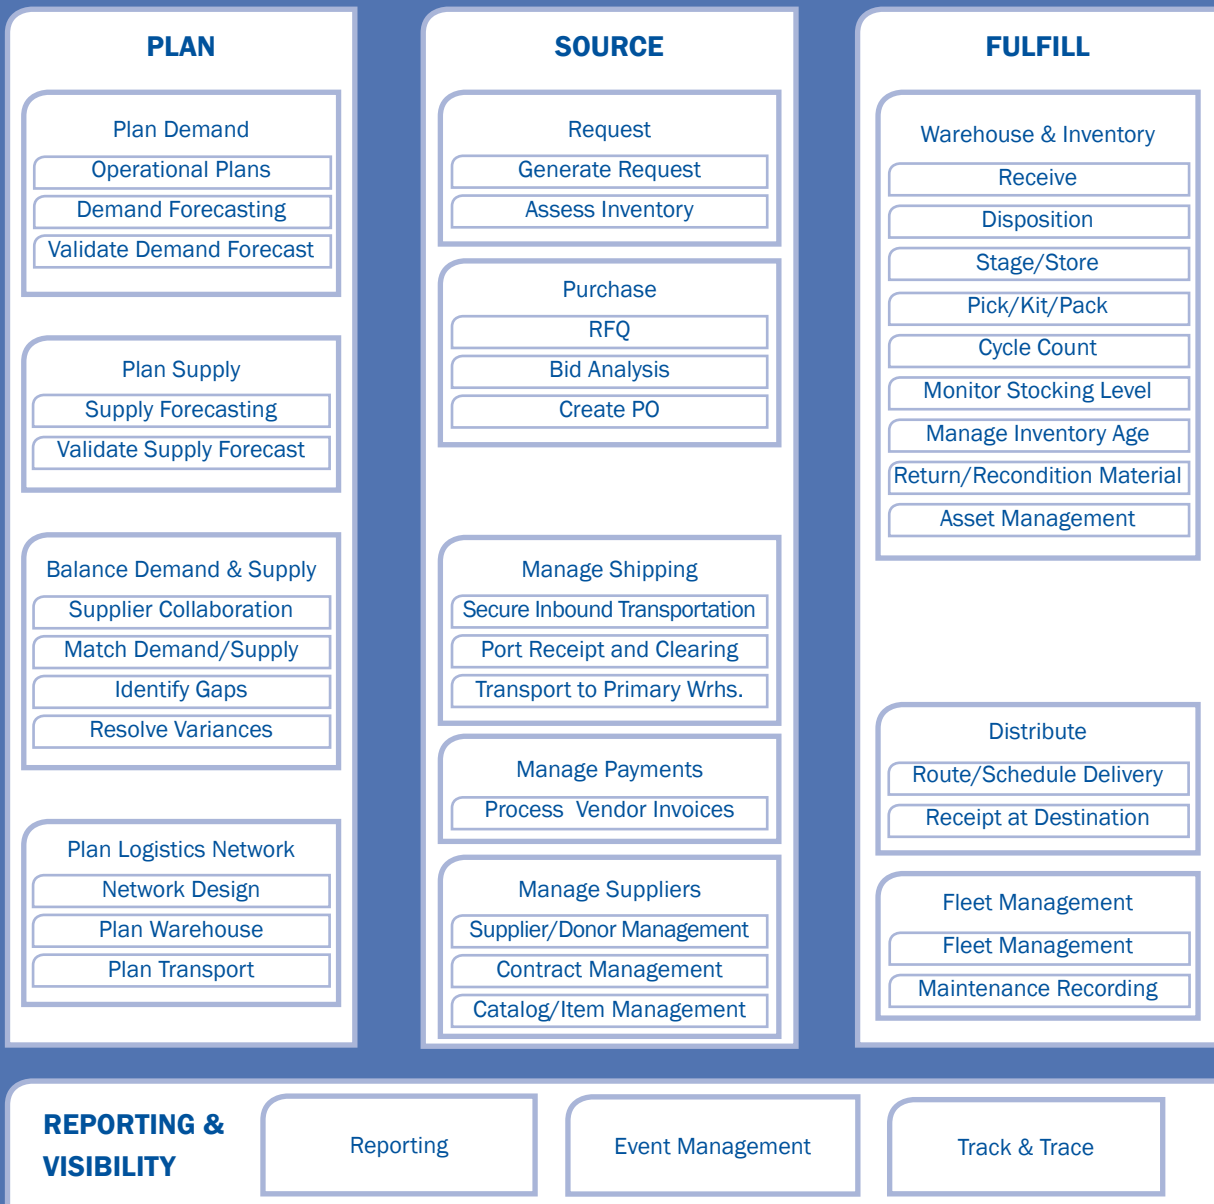 PLAN
Plan Demand
Operational Plans
Demand Forecasting
Validate Demand Forecast
Plan Supply
Supply Forecasting
Validate Supply Forecast
Balance Demand & Supply
Supplier Collaboration
Match Demand/Supply
Identify Gaps
Resolve Variances
Plan Logistics Network
Network Design
Plan Warehouse
Plan Transport
SOURCE
Request
Generate Request
Assess Inventory
Purchase
RFQ
Bid Analysis
Create PO
Manage Shipping
Secure Inbound Transportation
Port Receipt and Clearing
Transport to Primary Wrhs.
Manage Payments
Process Vendor Invoices
Manage Suppliers
Supplier/Donor Management
Contract Management
Catalog/Item Management
FULFILL
Warehouse & Inventory
Receive
Disposition
Stage/Store
Pick/Kit/Pack
Cycle Count
Monitor Stocking Level
Manage Inventory Age
Return/Recondition Material
Asset Management
Distribute
Route/Schedule Delivery
Receipt at Destination
Fleet Management
Fleet Management
Maintenance Recording
REPORTING &
VISIBILITY
Reporting
Event Management
Track & Trace